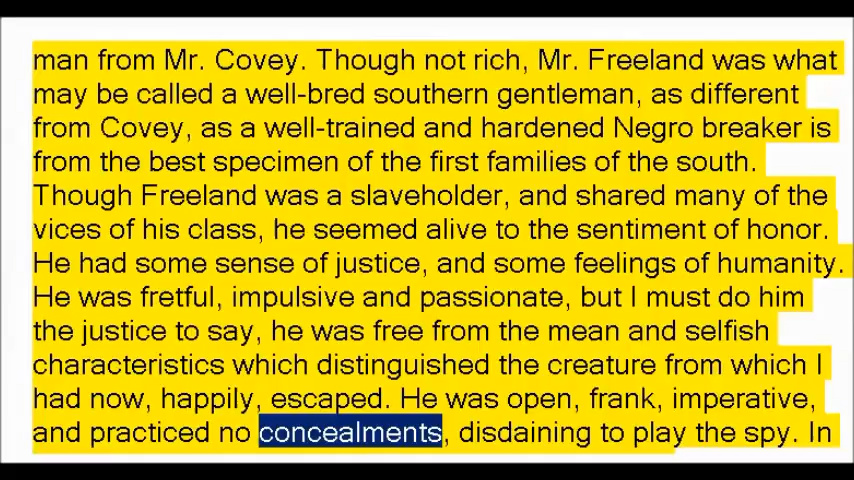 man from Mr. Covey. Though not rich, Mr. Freeland was what
may be called a well-bred southern gentleman, as different
from Covey, as a well-trained and hardened Negro breaker is
from the best specimen of the first families of the south.
Though Freeland was a slaveholder, and shared many of the
vices of his class, he seemed alive to the sentiment of honor.
He had some sense of justice, and some feelings of humanity.
He was fretful, impulsive and passionate, but I must do him
the justice to say, he was free from the mean and selfish
characteristics which distinguished the creature from which I
had now, happily, escaped. He was open, frank, imperative,
and practiced no concealments, disdaining to play the spy. In